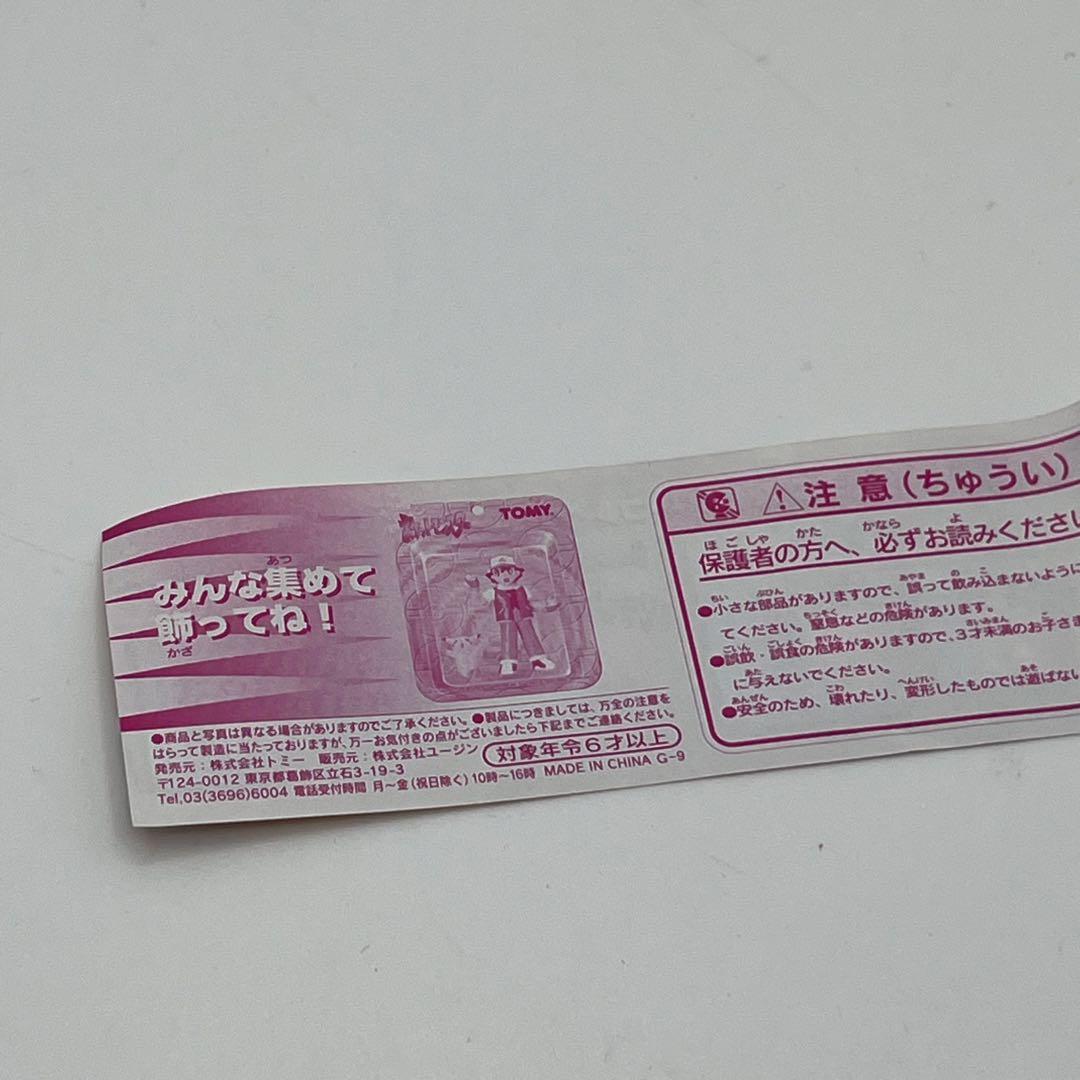 TOMY
みんな集めて
飾ってね！
●商品と写真は異なる場合がありますのでご了承ください。●製品につきましては、万全の注意を
はらって製造に当たっておりますが、万一お気付きの点がございましたら下記までご連絡ください。
発売元：株式会社トミー 販売元：株式会社ユージン 対象年令6才以上
〒124-0012 東京都葛飾区立石3-19-3
Tel,03(3696)6004 電話受付時間 月～金(祝日除く)10時～16時 MADE IN CHINA G-9
⚠注意(ちゅうい)
保護者の方へ、必ずお読みくださ
●小さな部品がありますので、誤って飲み込まないように
てください。窒息などの危険があります。
●誤飲・誤食の危険がありますので、3才未満のお子さま
に与えないでください。
●安全のため、壊れたり、変形したものでは遊ばない